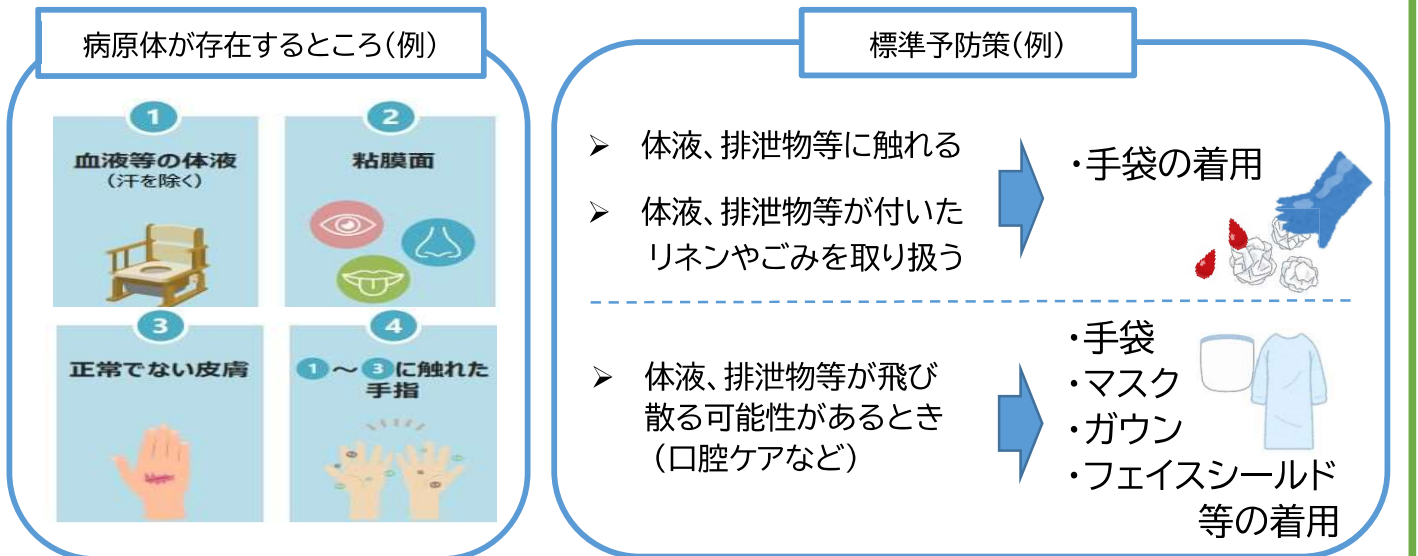 病原体が存在するところ(例)
1
血液等の体液
(汗を除く)
2
粘膜面
3
正常でない皮膚
4
1～3に触れた
手指
標準予防策(例)
➢ 体液、排泄物等に触れる
➢ 体液、排泄物等が付いた
リネンやごみを取り扱う
・手袋の着用
➢ 体液、排泄物等が飛び
散る可能性があるとき
(口腔ケアなど)
・手袋
・マスク
・ガウン
・フェイスシールド
等の着用